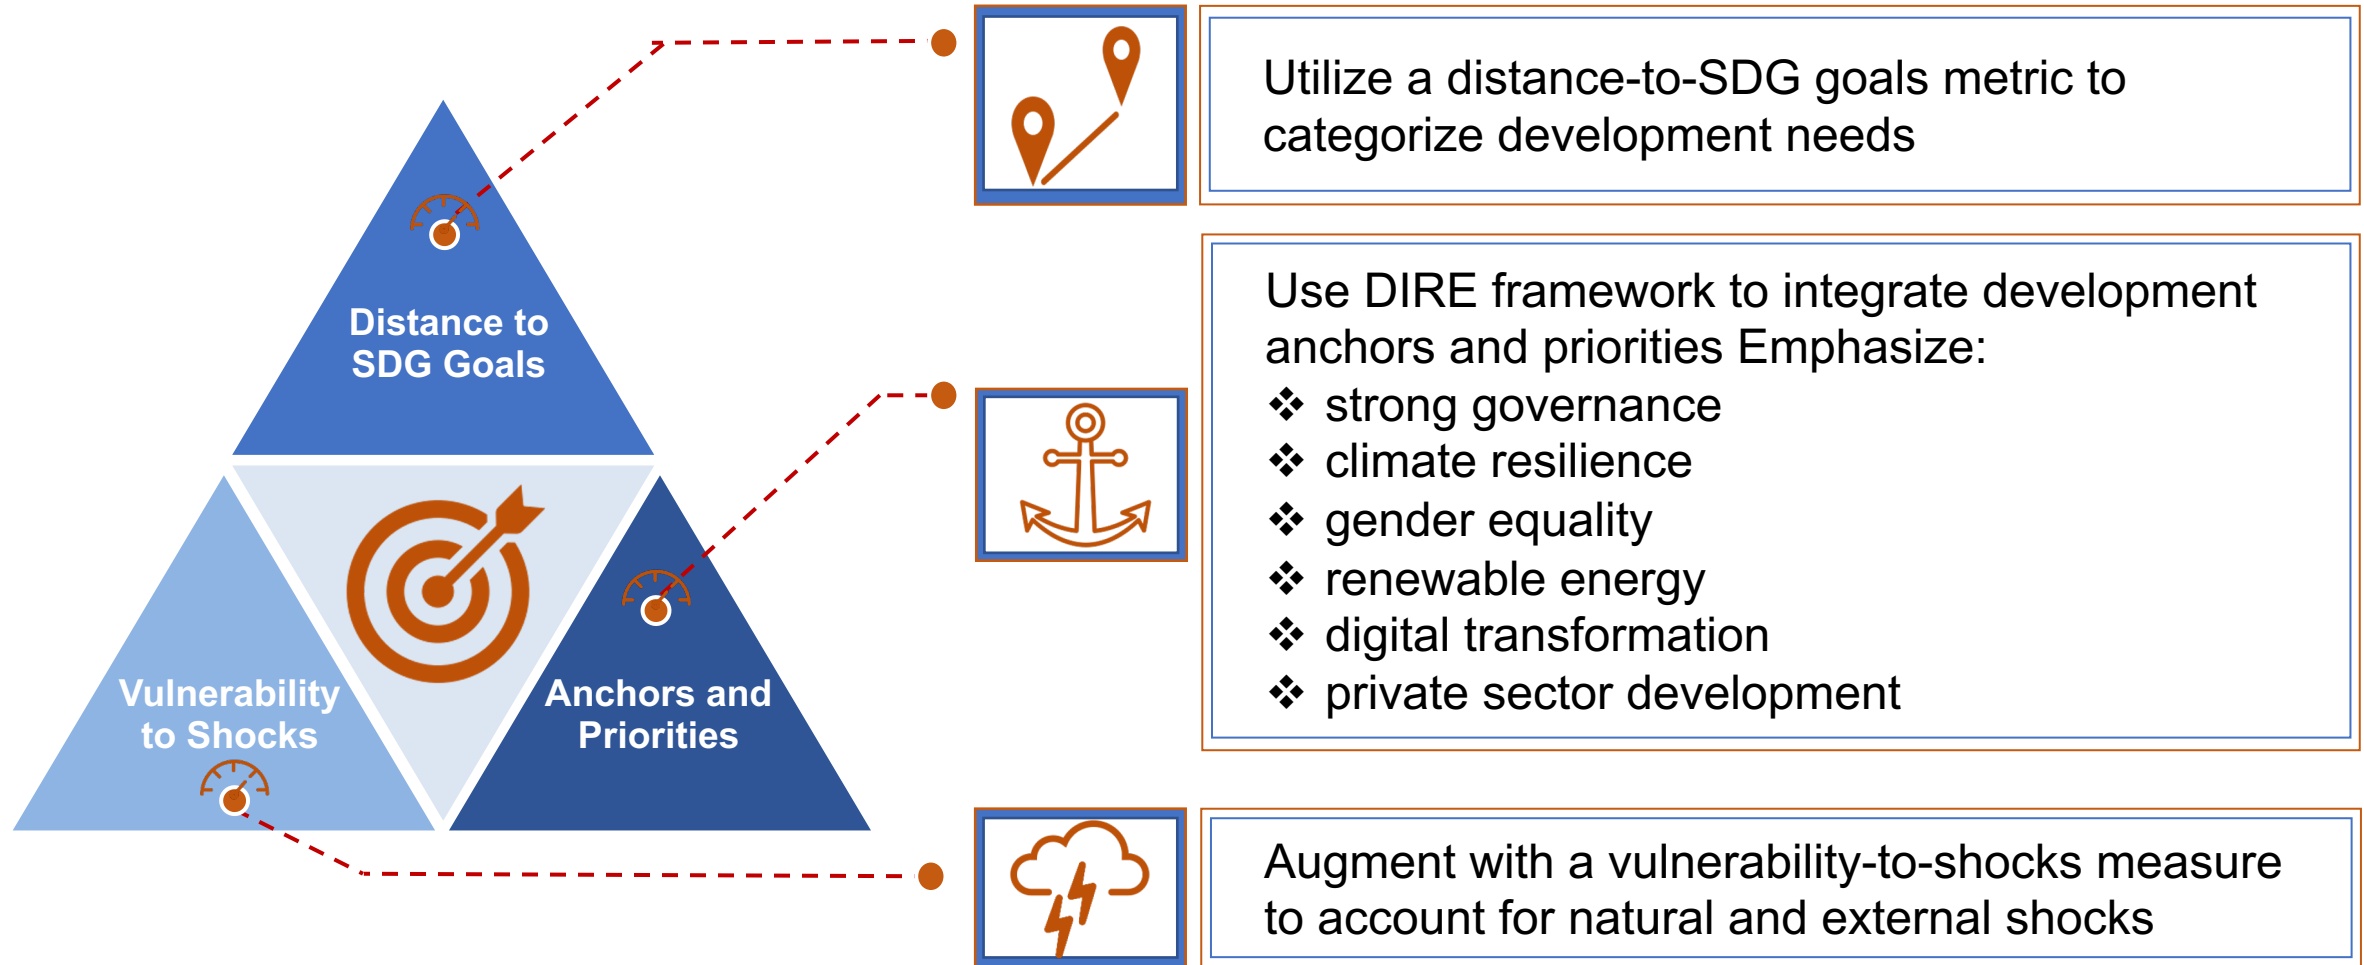 Distance to
SDG Goals
Vulnerability
to Shocks
Anchors and
Priorities
Utilize a distance-to-SDG goals metric to
categorize development needs
Use DIRE framework to integrate development
anchors and priorities Emphasize:
❖ strong governance
❖ climate resilience
❖ gender equality
❖ renewable energy
❖ digital transformation
❖ private sector development
Augment with a vulnerability-to-shocks measure
to account for natural and external shocks